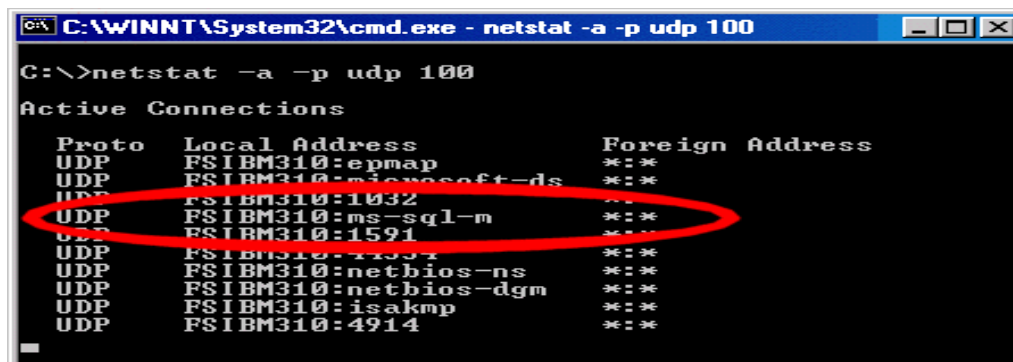 C:\WINNT\System32\cmd.exe - netstat -a -p udp 100
C:\>netstat -a -p udp 100
Active Connections
Proto Local Address Foreign Address
UDP FSIBM310:epmap *:*
UDP FSIBM310:microsoft-ds *:*
UDP FSIBM310:1032
UDP FSIBM310:ms-sql-m *:*
UDP FSIBM310:1591 *:*
UDP *:*
UDP FSIBM310:netbios-ns *:*
UDP FSIBM310:netbios-dgm *:*
UDP FSIBM310:isakmp *:*
UDP FSIBM310:4914 *:*